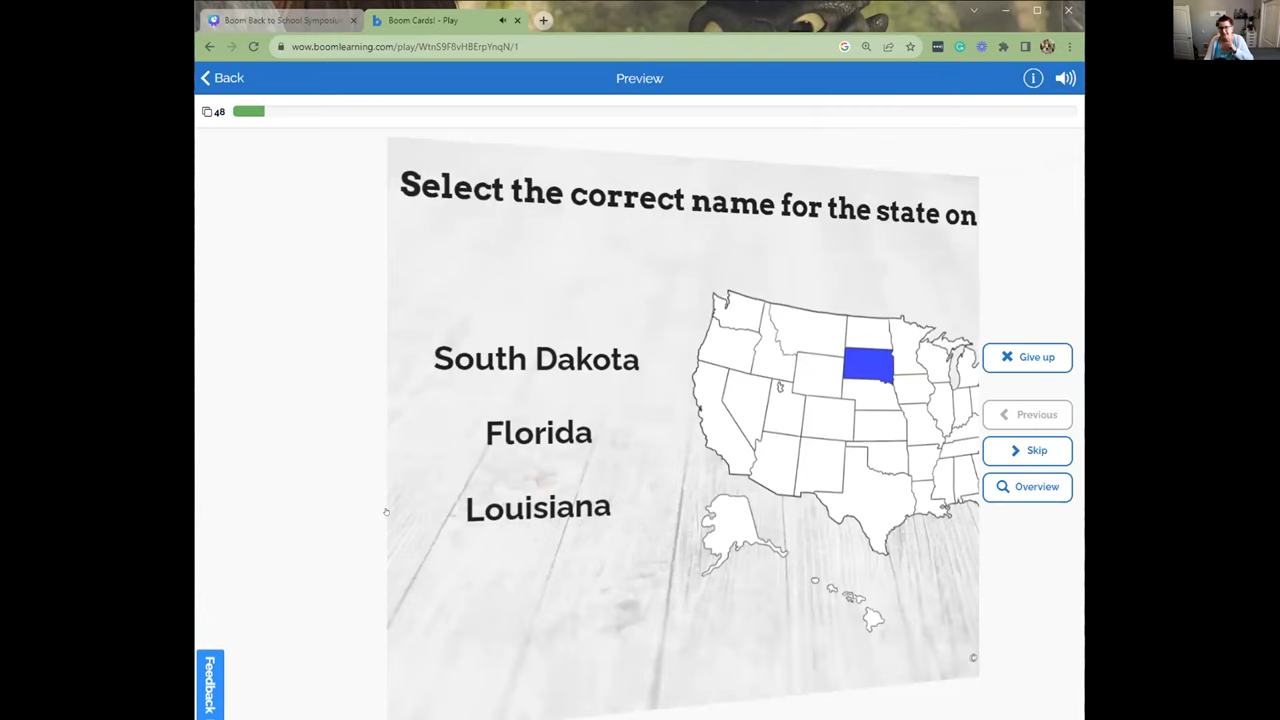 Boom Back to School Symposium
Boom Cards! - Play
wow.boomlearning.com/play/WtnS9F8vHBErpYnqN/1
Back
Preview
48
Select the correct name for the state on
South Dakota
Florida
Louisiana
Give up
Previous
Skip
Overview
Feedback
©